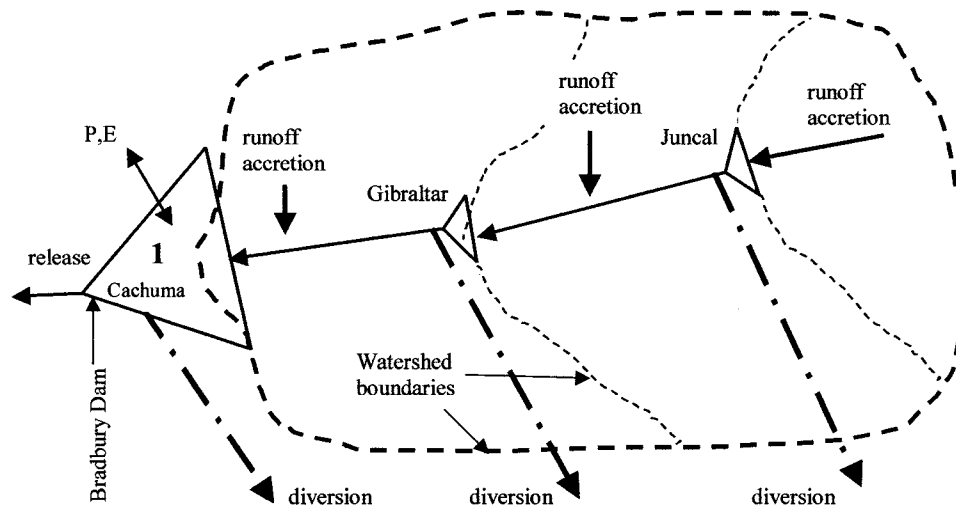 runoff
accretion
runoff
accretion
Juncal
P,E
runoff
accretion
Gibraltar
1
release
Cachuma
Watershed
boundaries
Bradbury Dam
diversion
diversion
diversion